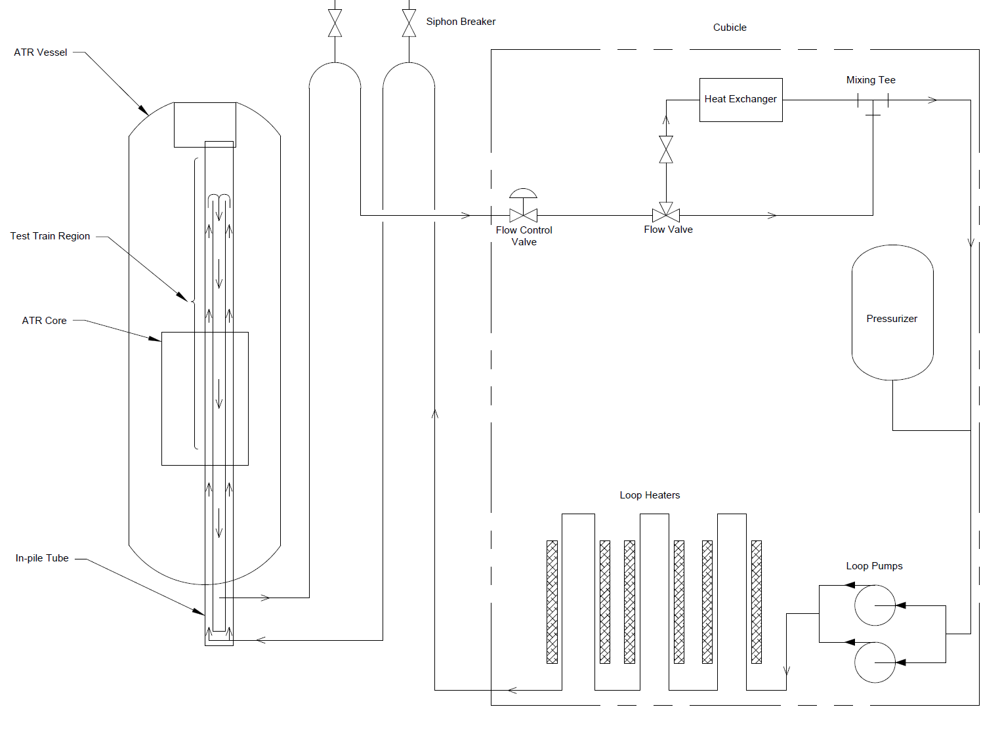 Siphon Breaker
Cubicle
ATR Vessel
Mixing Tee
Heat Exchanger
Flow Control
Valve
Flow Valve
Test Train Region
Pressurizer
ATR Core
Loop Heaters
In-pile Tube
Loop Pumps